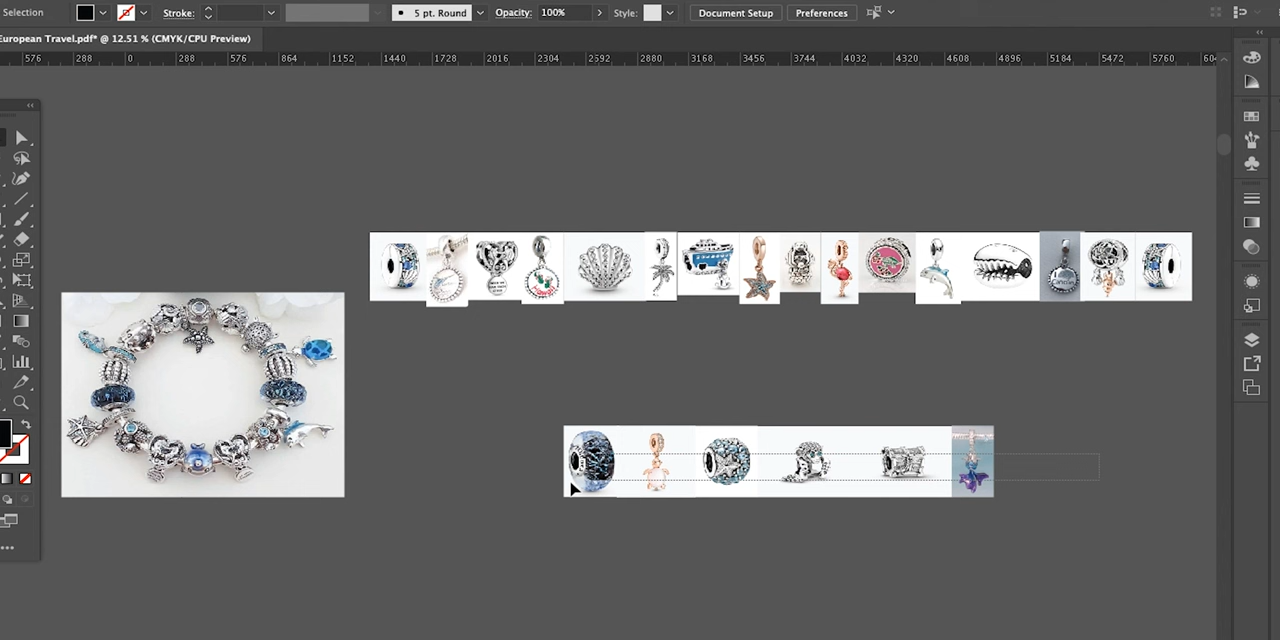 Selection Stroke: 5 pt. Round Opacity: 100% Style: Document Setup Preferences
European Travel.pdf* @ 12.51 % (CMYK/CPU Preview)
576 288 0 288 576 864 1152 1440 1728 2016 2304 2592 2880 3168 3456 3744 4032 4320 4608 4896 5184 5472 5760